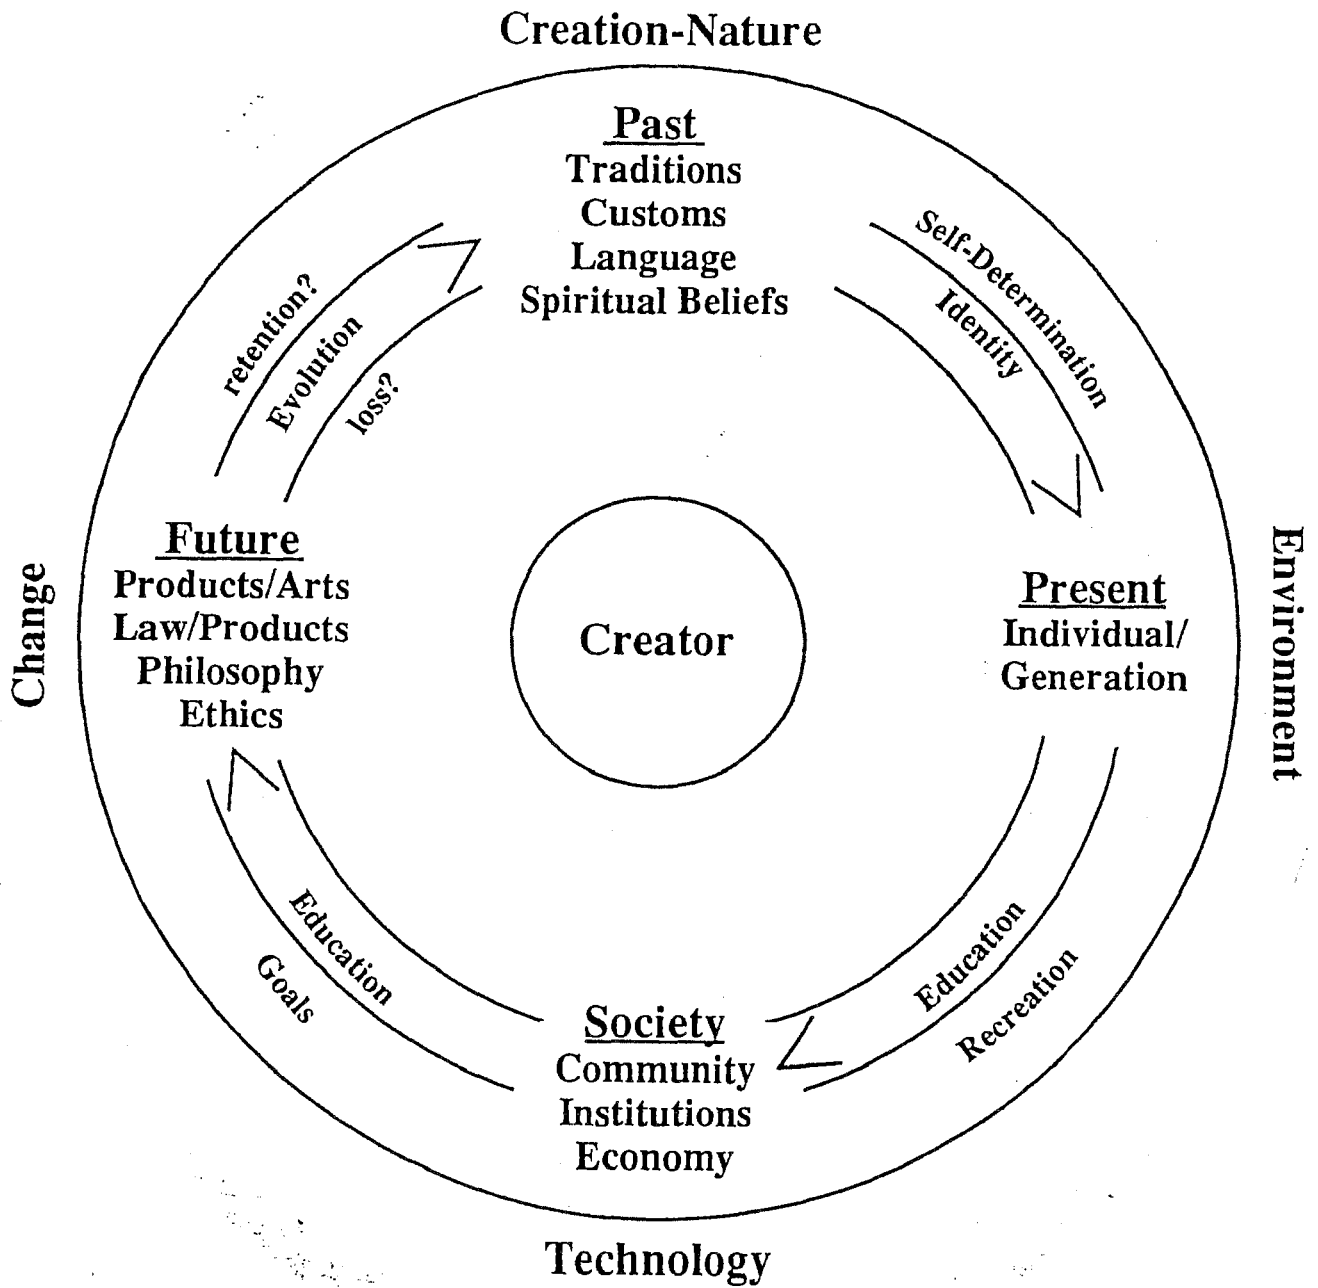 Creation-Nature
Past
Traditions
Customs
Language
Spiritual Beliefs
Self-Determination
Identity
retention?
Evolution
loss?
Future
Products/Arts
Law/Products
Philosophy
Ethics
Change
Creator
Present
Individual/
Generation
Environment
Education
Goals
Society
Community
Institutions
Economy
Education
Recreation
Technology